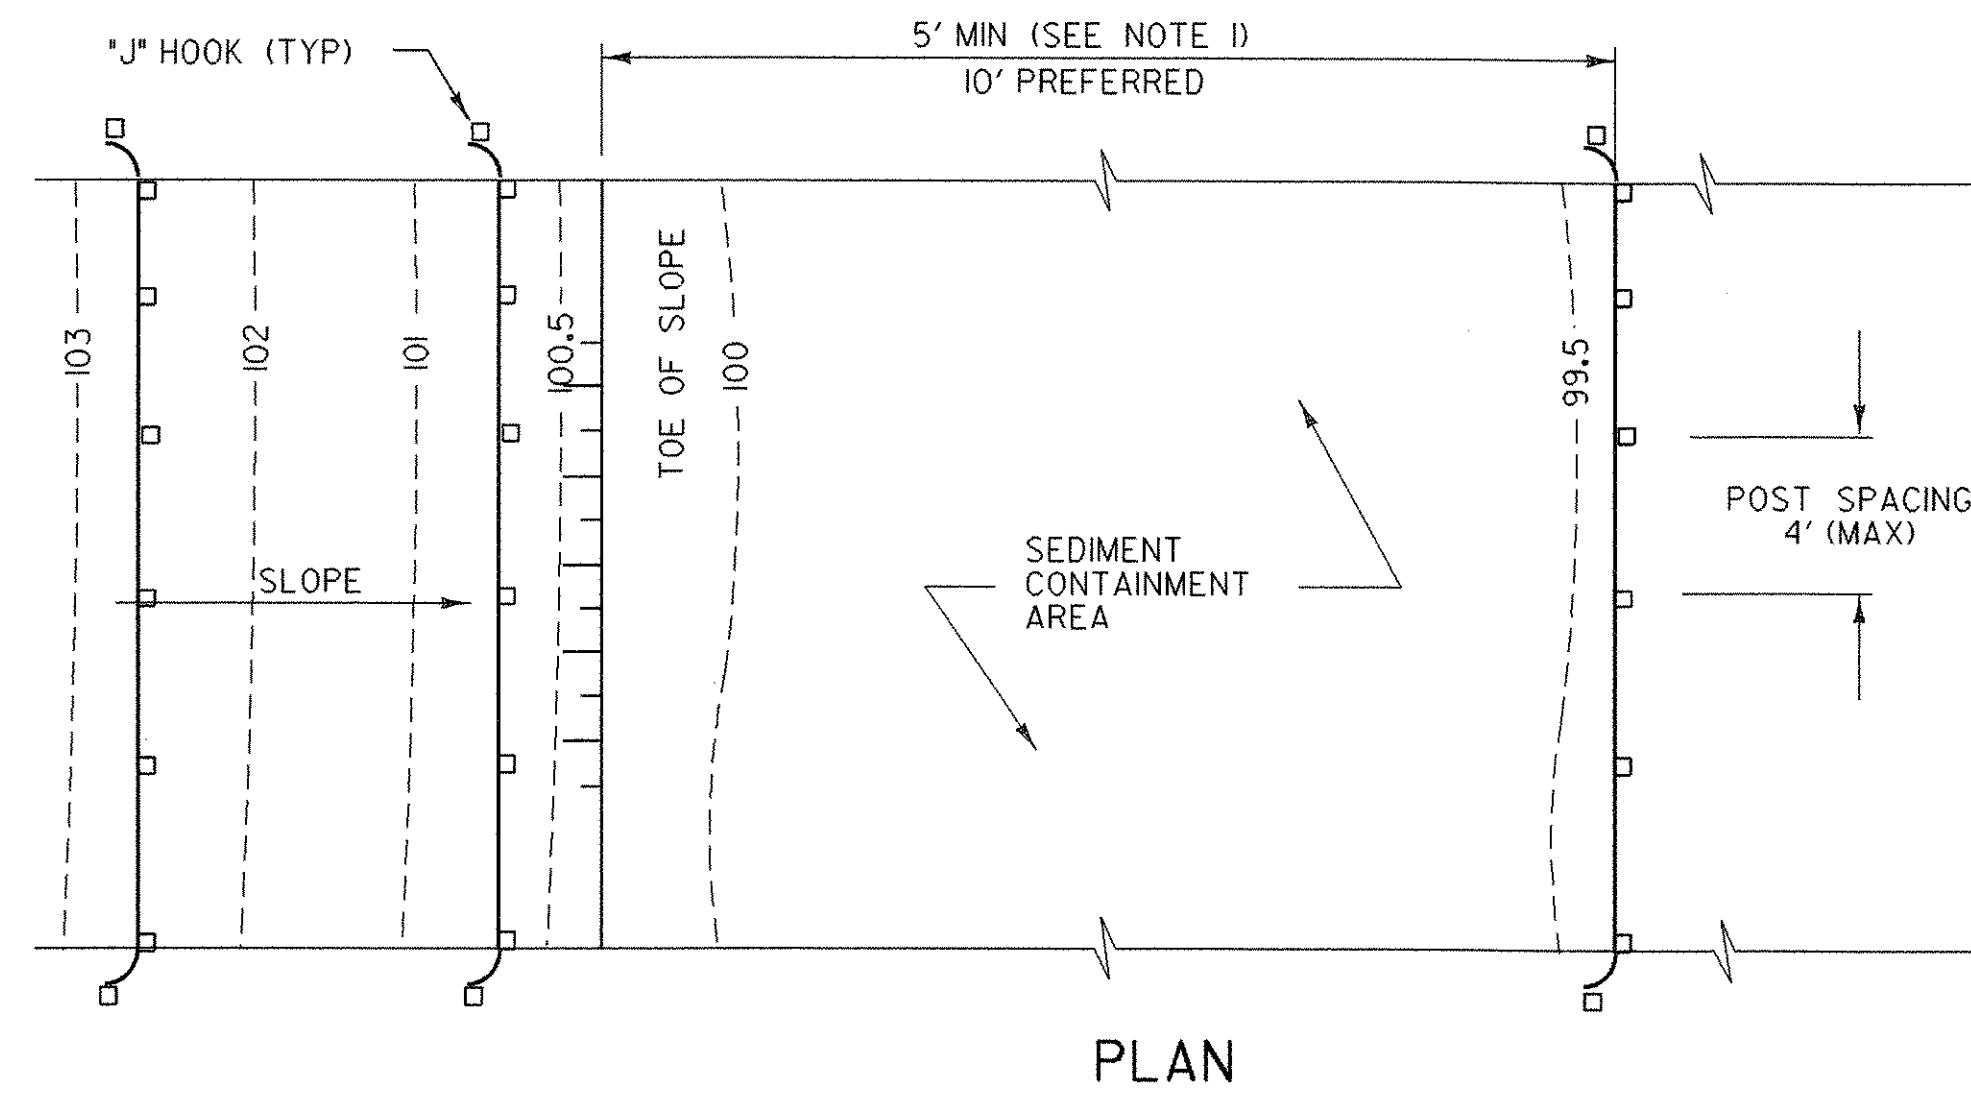 "J" HOOK (TYP)
5' MIN (SEE NOTE 1)
10' PREFERRED
103
102
101
100.5
TOE OF SLOPE
100
99.5
SLOPE
SEDIMENT
CONTAINMENT
AREA
POST SPACING
4' (MAX)
PLAN